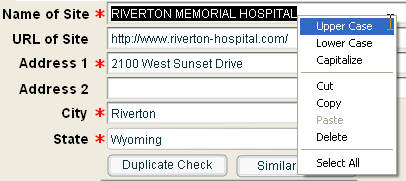 Name of Site * RIVERTON MEMORIAL HOSPITAL
URL of Site http://www.riverton-hospital.com/
Address 1 * 2100 West Sunset Drive
Address 2
City * Riverton
State * Wyoming
Duplicate Check Similar
Upper Case
Lower Case
Capitalize
Cut
Copy
Paste
Delete
Select All